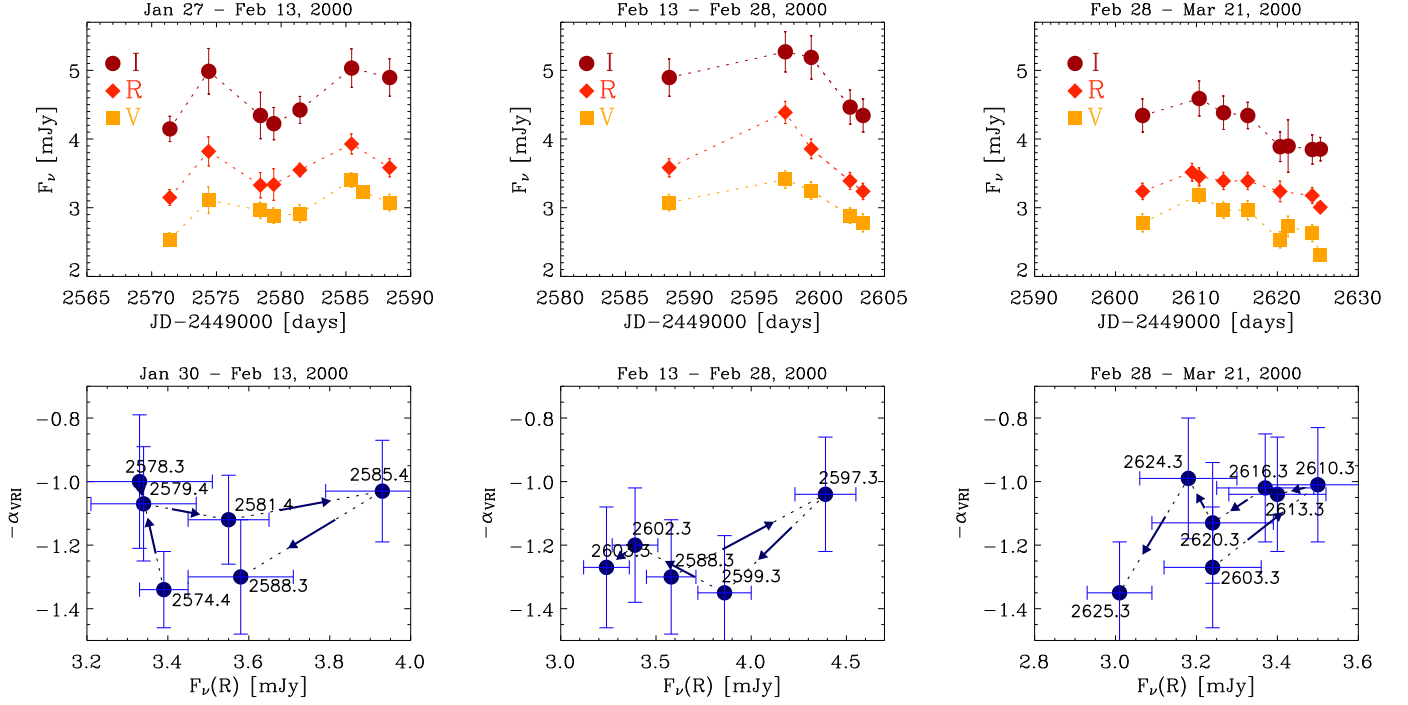 Jan 27 − Feb 13, 2000
Feb 13 − Feb 28, 2000
Feb 28 − Mar 21, 2000
I
R
V
I
R
V
I
R
V
Fν [mJy]
5
4
3
2
Fν [mJy]
5
4
3
2
Fν [mJy]
5
4
3
2
2565 2570 2575 2580 2585 2590
2580 2585 2590 2595 2600 2605
2590 2600 2610 2620 2630
JD−2449000 [days]
JD−2449000 [days]
JD−2449000 [days]
Jan 30 − Feb 13, 2000
Feb 13 − Feb 28, 2000
Feb 28 − Mar 21, 2000
−αVRI
−0.8
−1.0
−1.2
−1.4
2578.3
2579.4
2581.4
2585.4
2574.4
2588.3
−αVRI
−0.8
−1.0
−1.2
−1.4
2597.3
2602.3
2603.3
2588.3
2599.3
−αVRI
−0.8
−1.0
−1.2
−1.4
2624.3
2616.3
2610.3
2613.3
2620.3
2603.3
2625.3
3.2 3.4 3.6 3.8 4.0
3.0 3.5 4.0 4.5
2.8 3.0 3.2 3.4 3.6
Fν(R) [mJy]
Fν(R) [mJy]
Fν(R) [mJy]